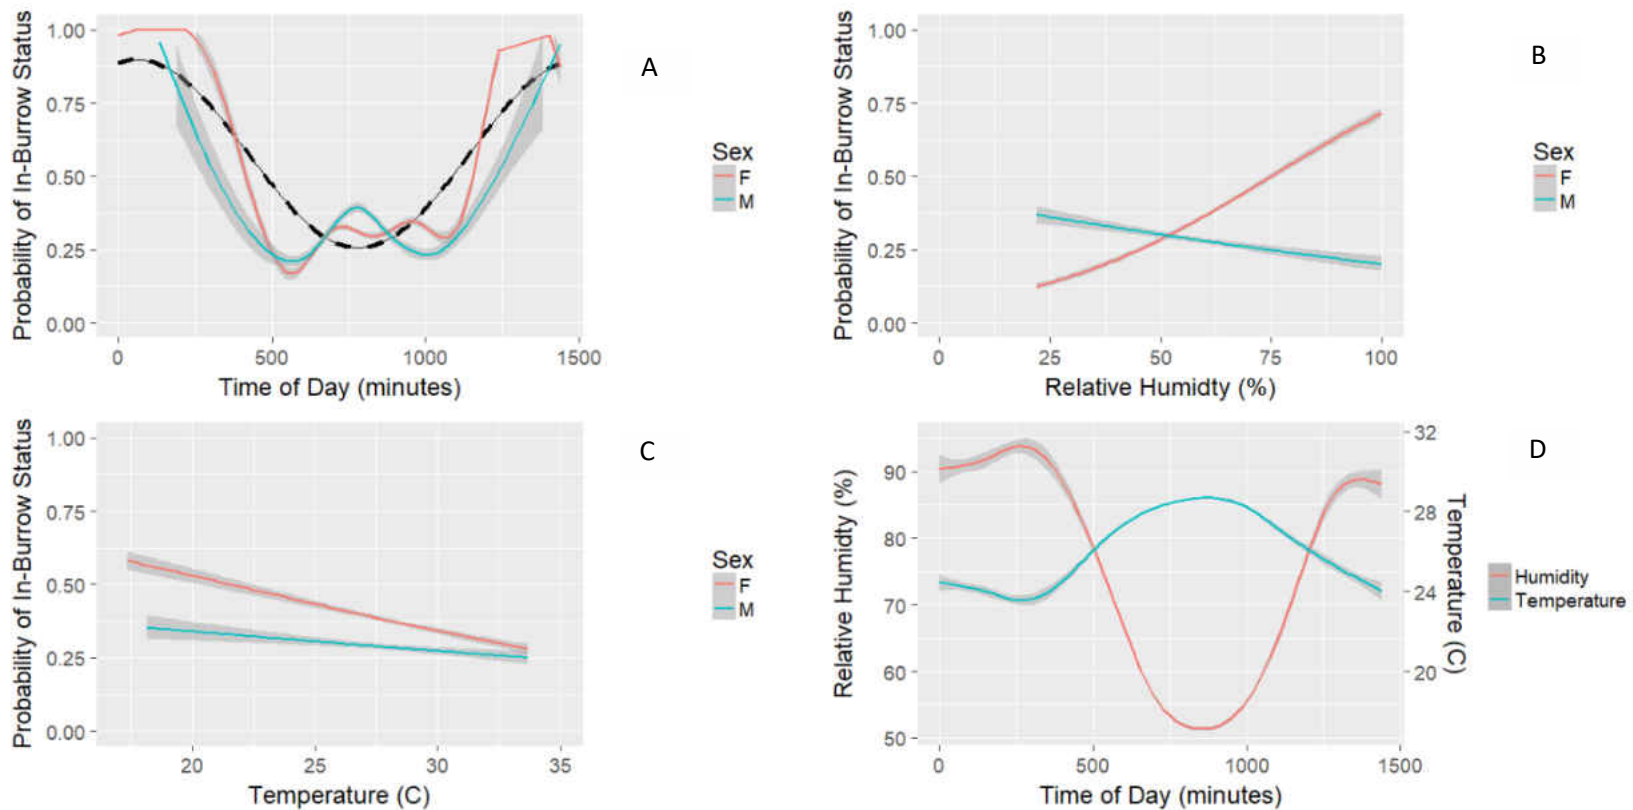 Probability of In-Burrow Status
1.00
0.75
0.50
0.25
0.00
0
500
1000
1500
Time of Day (minutes)
Sex
F
M
A
Probability of In-Burrow Status
1.00
0.75
0.50
0.25
0.00
0
25
50
75
100
Relative Humidty (%)
Sex
F
M
B
Probability of In-Burrow Status
1.00
0.75
0.50
0.25
0.00
20
25
30
35
Temperature (C)
Sex
F
M
C
Relative Humidty (%)
90
80
70
60
50
0
500
1000
1500
Time of Day (minutes)
32
28
24
20
Temperature (C)
Humidity
Temperature
D